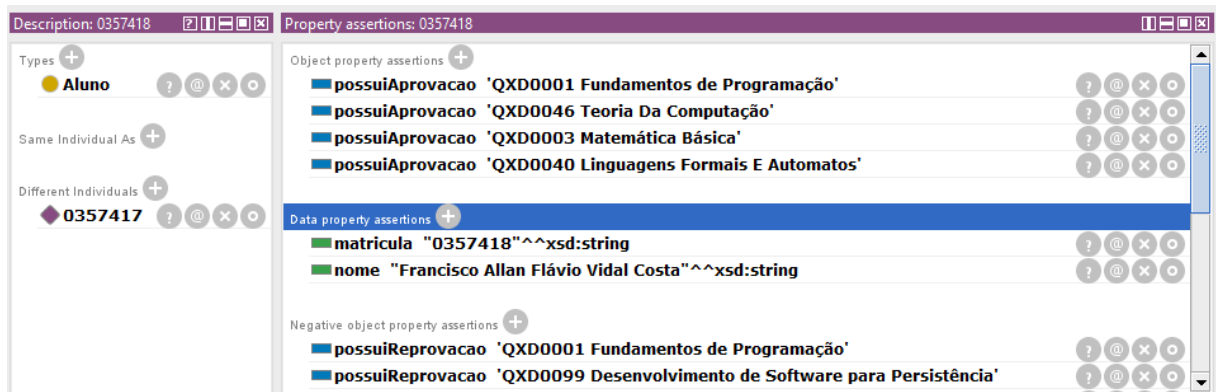 Description: 0357418
Property assertions: 0357418
Types
Aluno
Same Individual As
Different Individuals
0357417
Object property assertions
possuiAprovacao 'QXD0001 Fundamentos de Programação'
possuiAprovacao 'QXD0046 Teoria Da Computação'
possuiAprovacao 'QXD0003 Matemática Básica'
possuiAprovacao 'QXD0040 Linguagens Formais E Automatos'
Data property assertions
matricula "0357418"^^xsd:string
nome "Francisco Allan Flávio Vidal Costa"^^xsd:string
Negative object property assertions
possuiReprovacao 'QXD0001 Fundamentos de Programação'
possuiReprovacao 'QXD0099 Desenvolvimento de Software para Persistência'